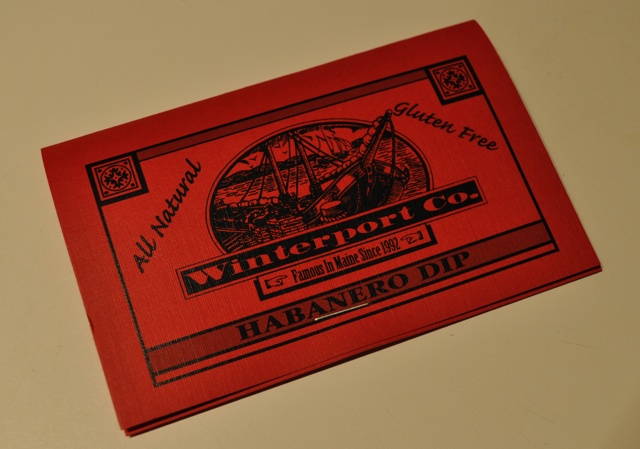 All Natural
Gluten Free
Winterport Co.
Famous In Maine Since 1992
HABANERO DIP